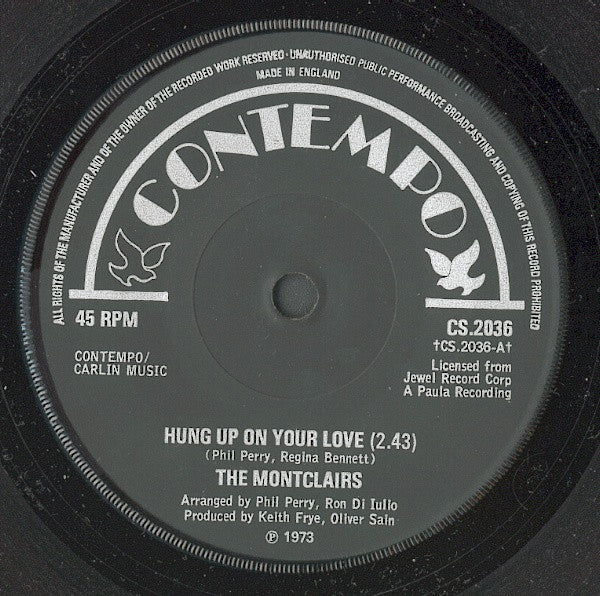 ALL RIGHTS OF THE MANUFACTURER AND OF THE OWNER OF THE RECORDED WORK RESERVED · UNAUTHORISED PUBLIC PERFORMANCE BROADCASTING AND COPYING OF THIS RECORD PROHIBITED
MADE IN ENGLAND
CONTEMPO
45 RPM
CS.2036
†CS.2036-A†
CONTEMPO/
CARLIN MUSIC
Licensed from
Jewel Record Corp
A Paula Recording
HUNG UP ON YOUR LOVE (2.43)
(Phil Perry, Regina Bennett)
THE MONTCLAIRS
Arranged by Phil Perry, Ron Di Iulio
Produced by Keith Frye, Oliver Sain
℗ 1973